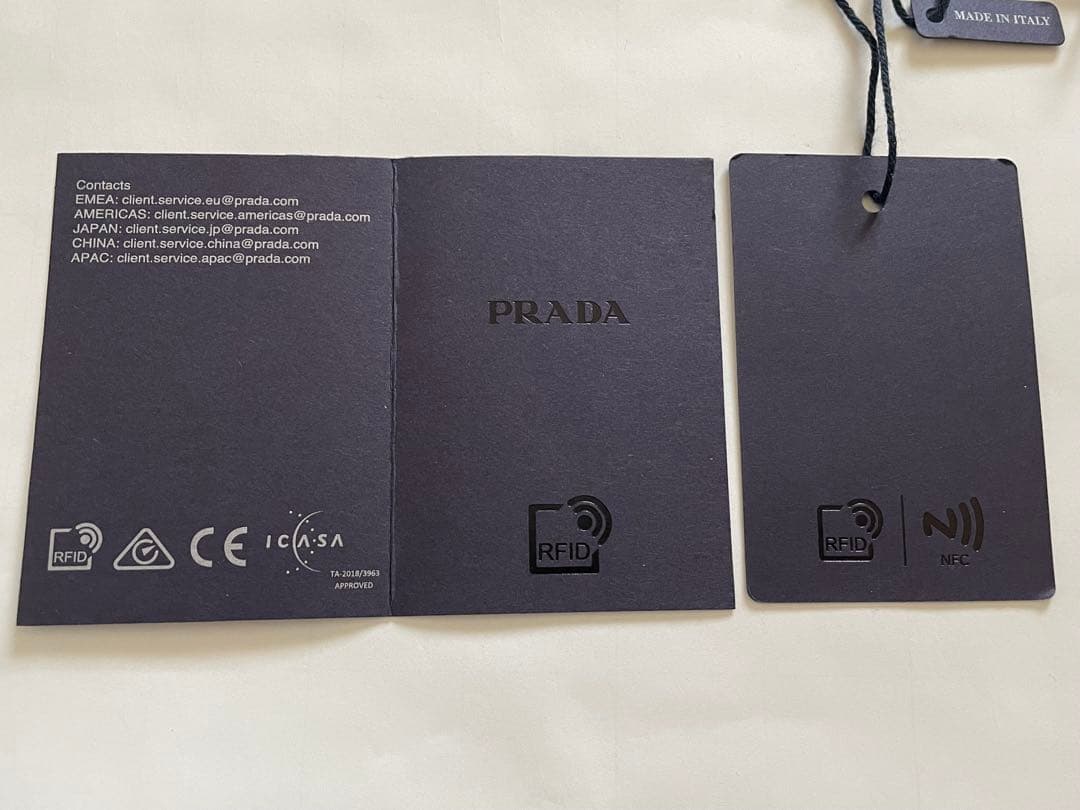 Contacts
EMEA: client.service.eu@prada.com
AMERICAS: client.service.americas@prada.com
JAPAN: client.service.jp@prada.com
CHINA: client.service.china@prada.com
APAC: client.service.apac@prada.com
RFID
CE
ICASA
TA-2018/3963
APPROVED
PRADA
RFID
MADE IN ITALY
RFID
NFC